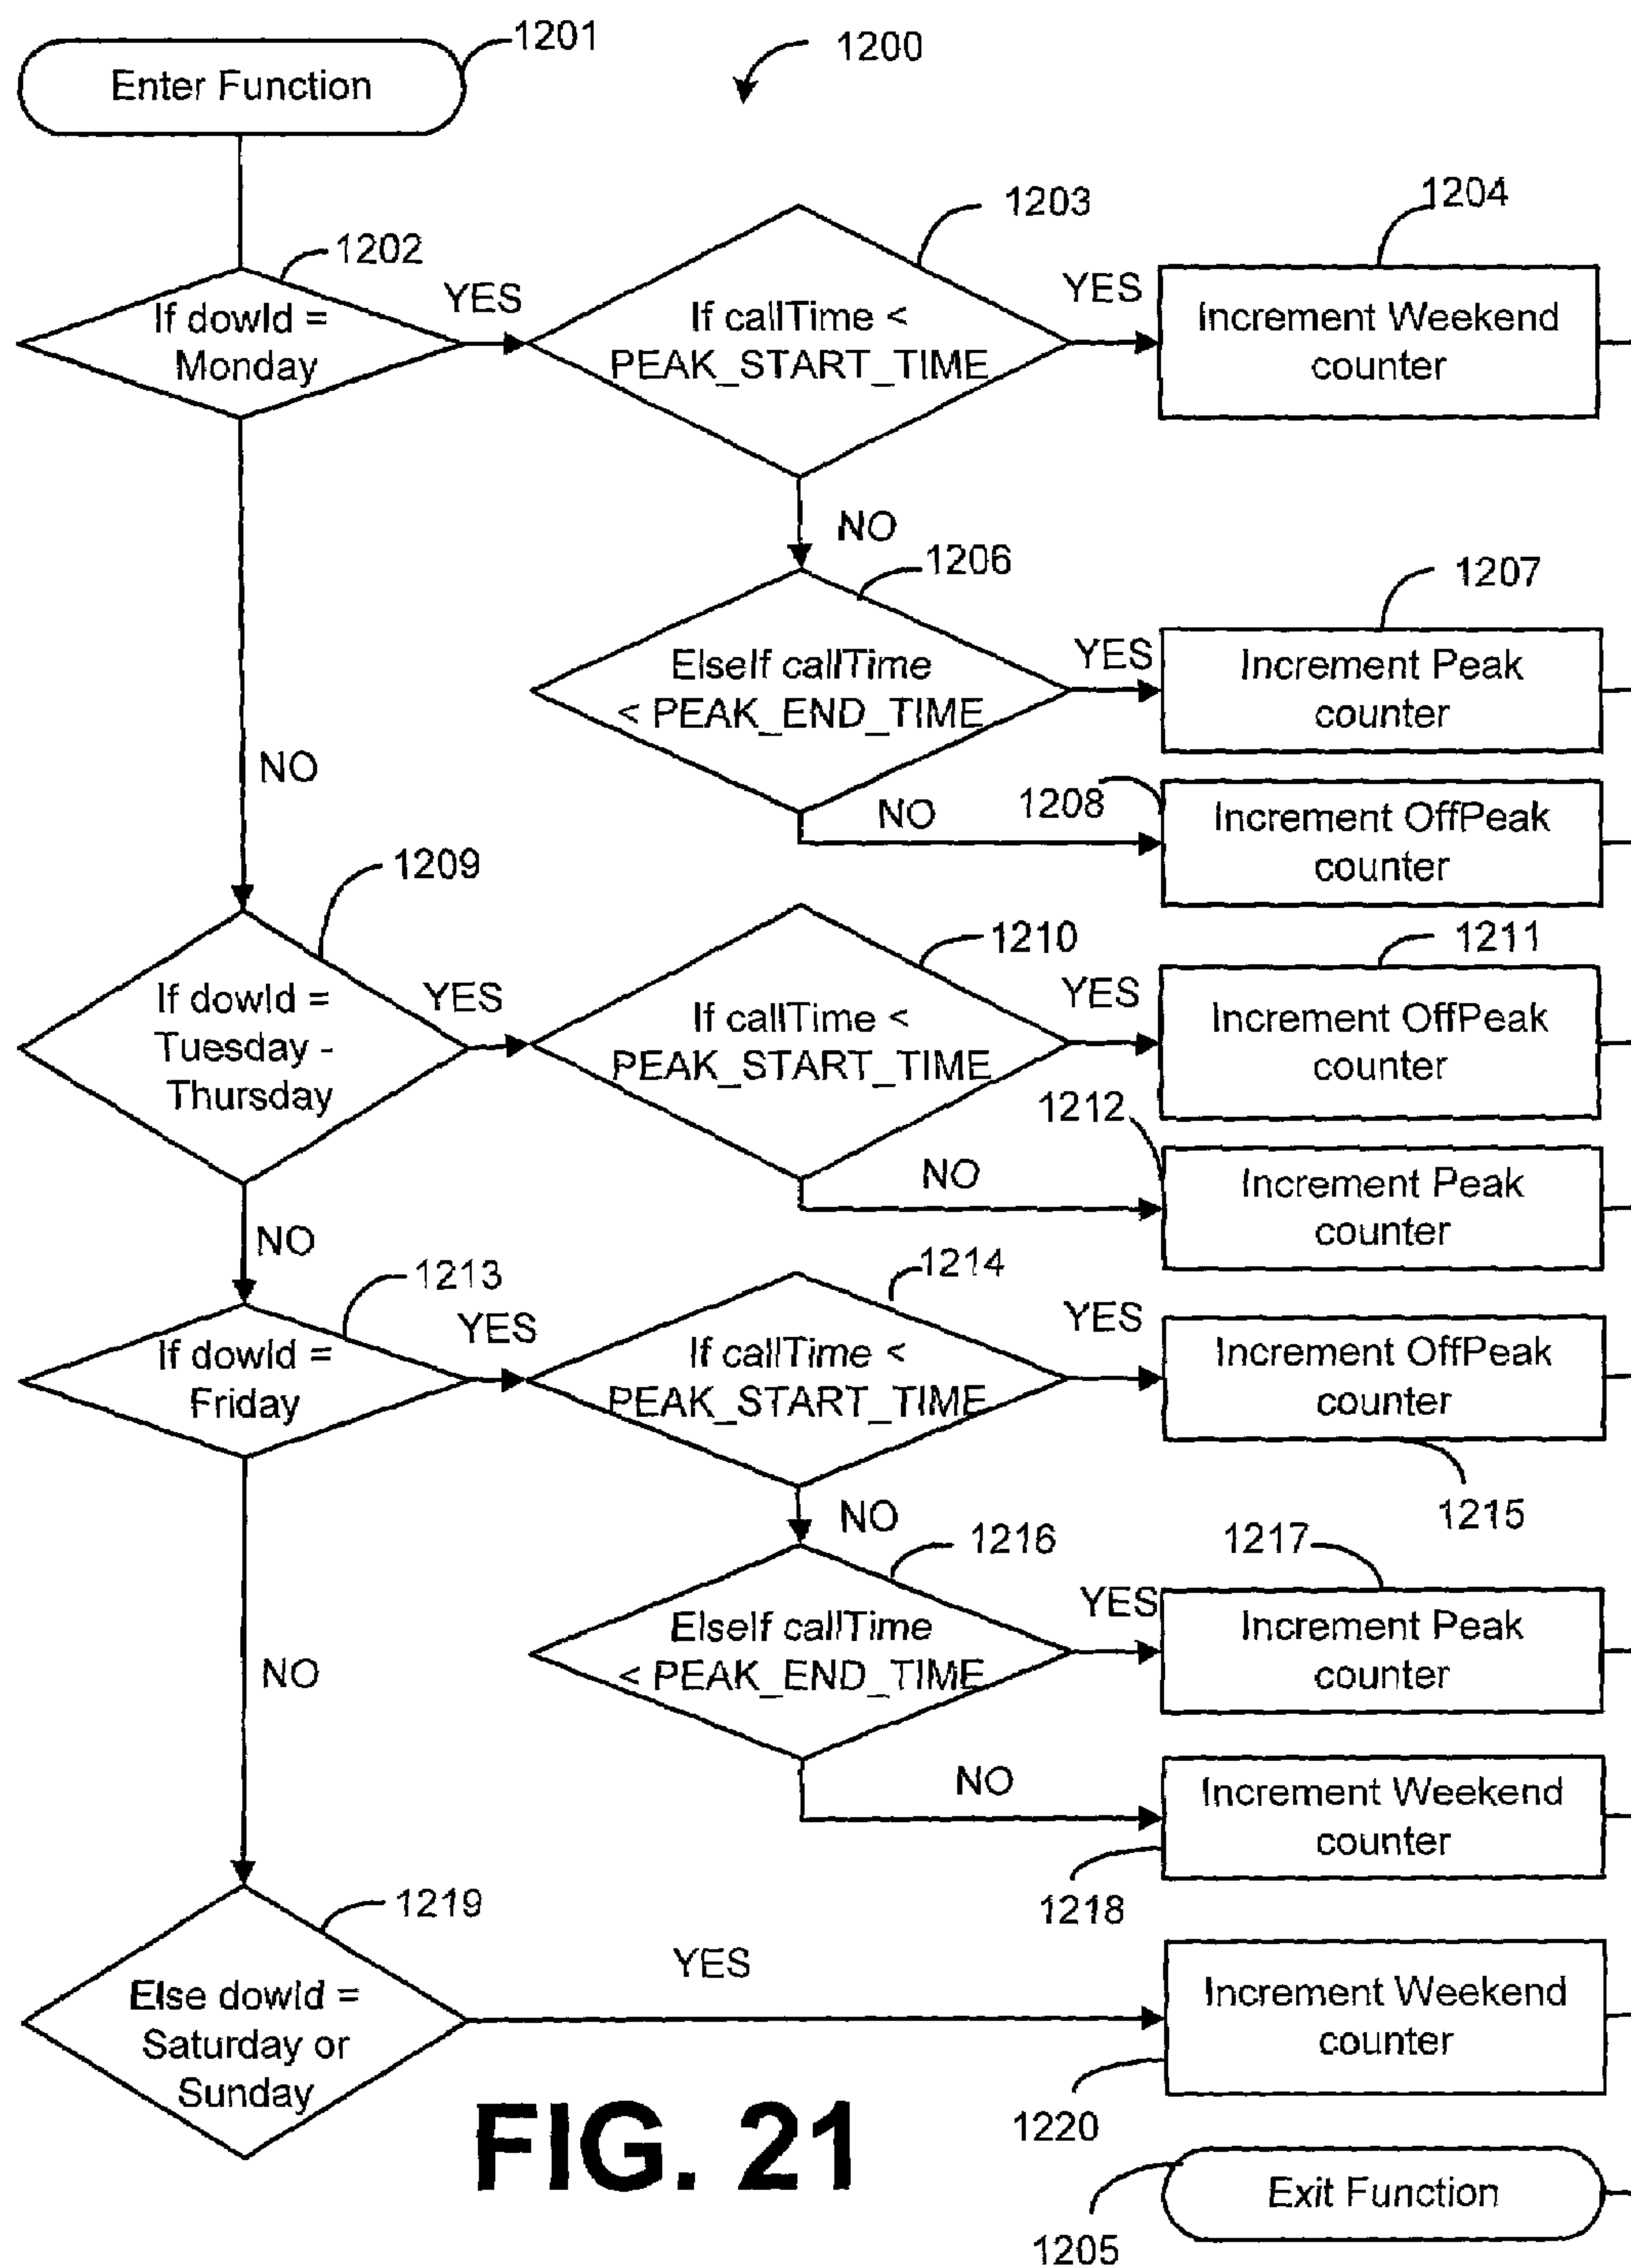 1201
Enter Function
1200
1202
If dowId =
Monday
YES
1203
If callTime <
PEAK_START_TIME
YES
1204
Increment Weekend
counter
NO
1206
ElseIf callTime
< PEAK_END_TIME
YES
1207
Increment Peak
counter
NO
1208
Increment OffPeak
counter
NO
1209
If dowId =
Tuesday -
Thursday
YES
1210
If callTime <
PEAK_START_TIME
YES
1211
Increment OffPeak
counter
NO
1212
Increment Peak
counter
NO
1213
If dowId =
Friday
YES
1214
If callTime <
PEAK_START_TIME
YES
Increment OffPeak
counter
1215
NO
1216
ElseIf callTime
< PEAK_END_TIME
YES
1217
Increment Peak
counter
NO
Increment Weekend
counter
1218
NO
1219
Else dowId =
Saturday or
Sunday
YES
Increment Weekend
counter
1220
FIG. 21
Exit Function
1205